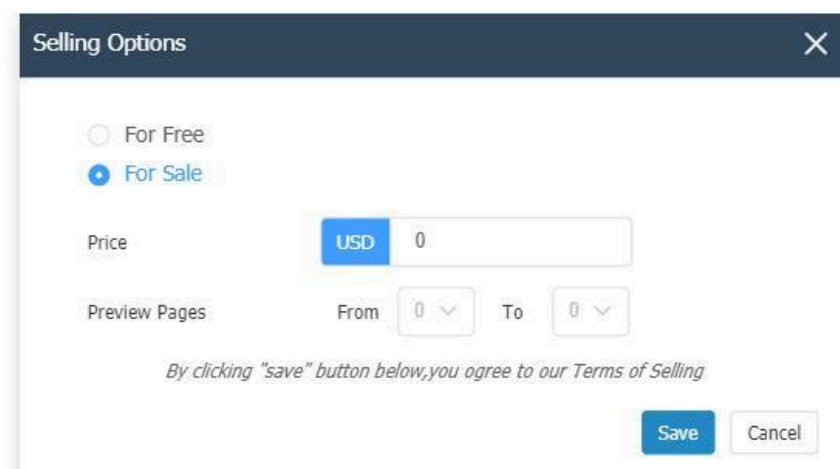 Selling Options
For Free
For Sale
Price USD 0
Preview Pages From 0 To 0
By clicking "save" button below,you ogree to our Terms of Selling
Save Cancel